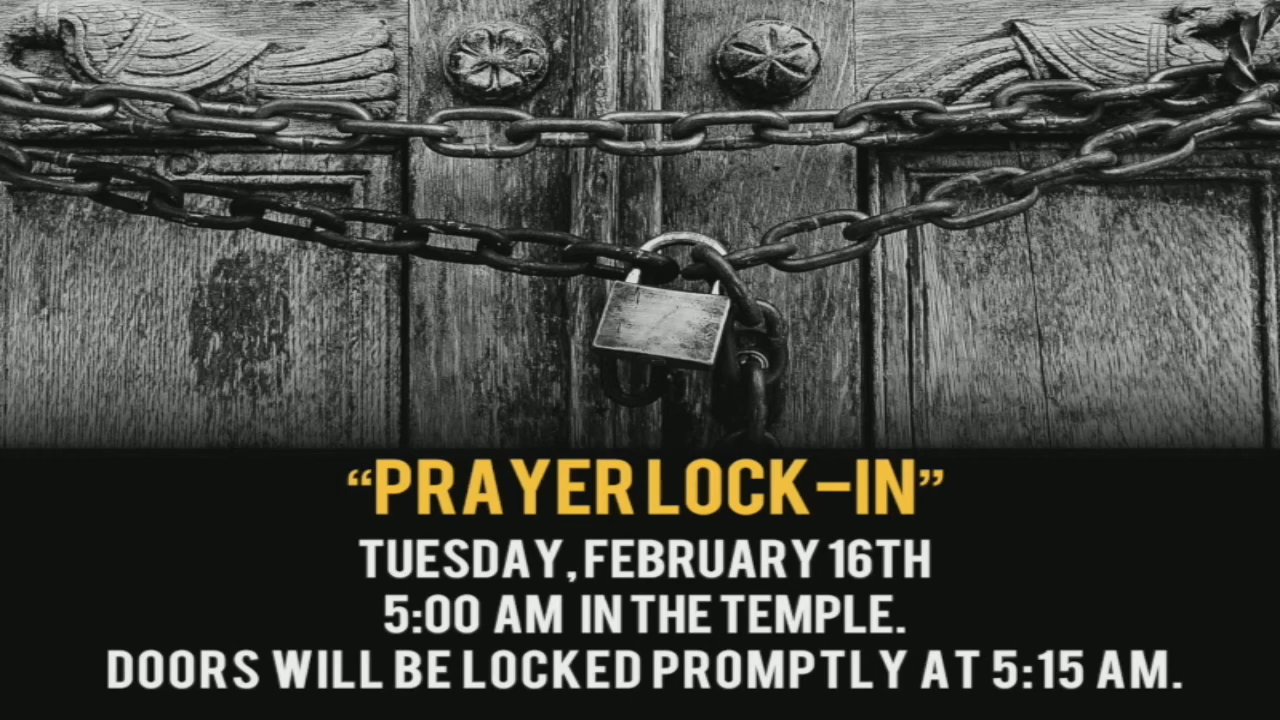 “PRAYER LOCK–IN”
TUESDAY, FEBRUARY 16TH
5:00 AM IN THE TEMPLE.
DOORS WILL BE LOCKED PROMPTLY AT 5:15 AM.